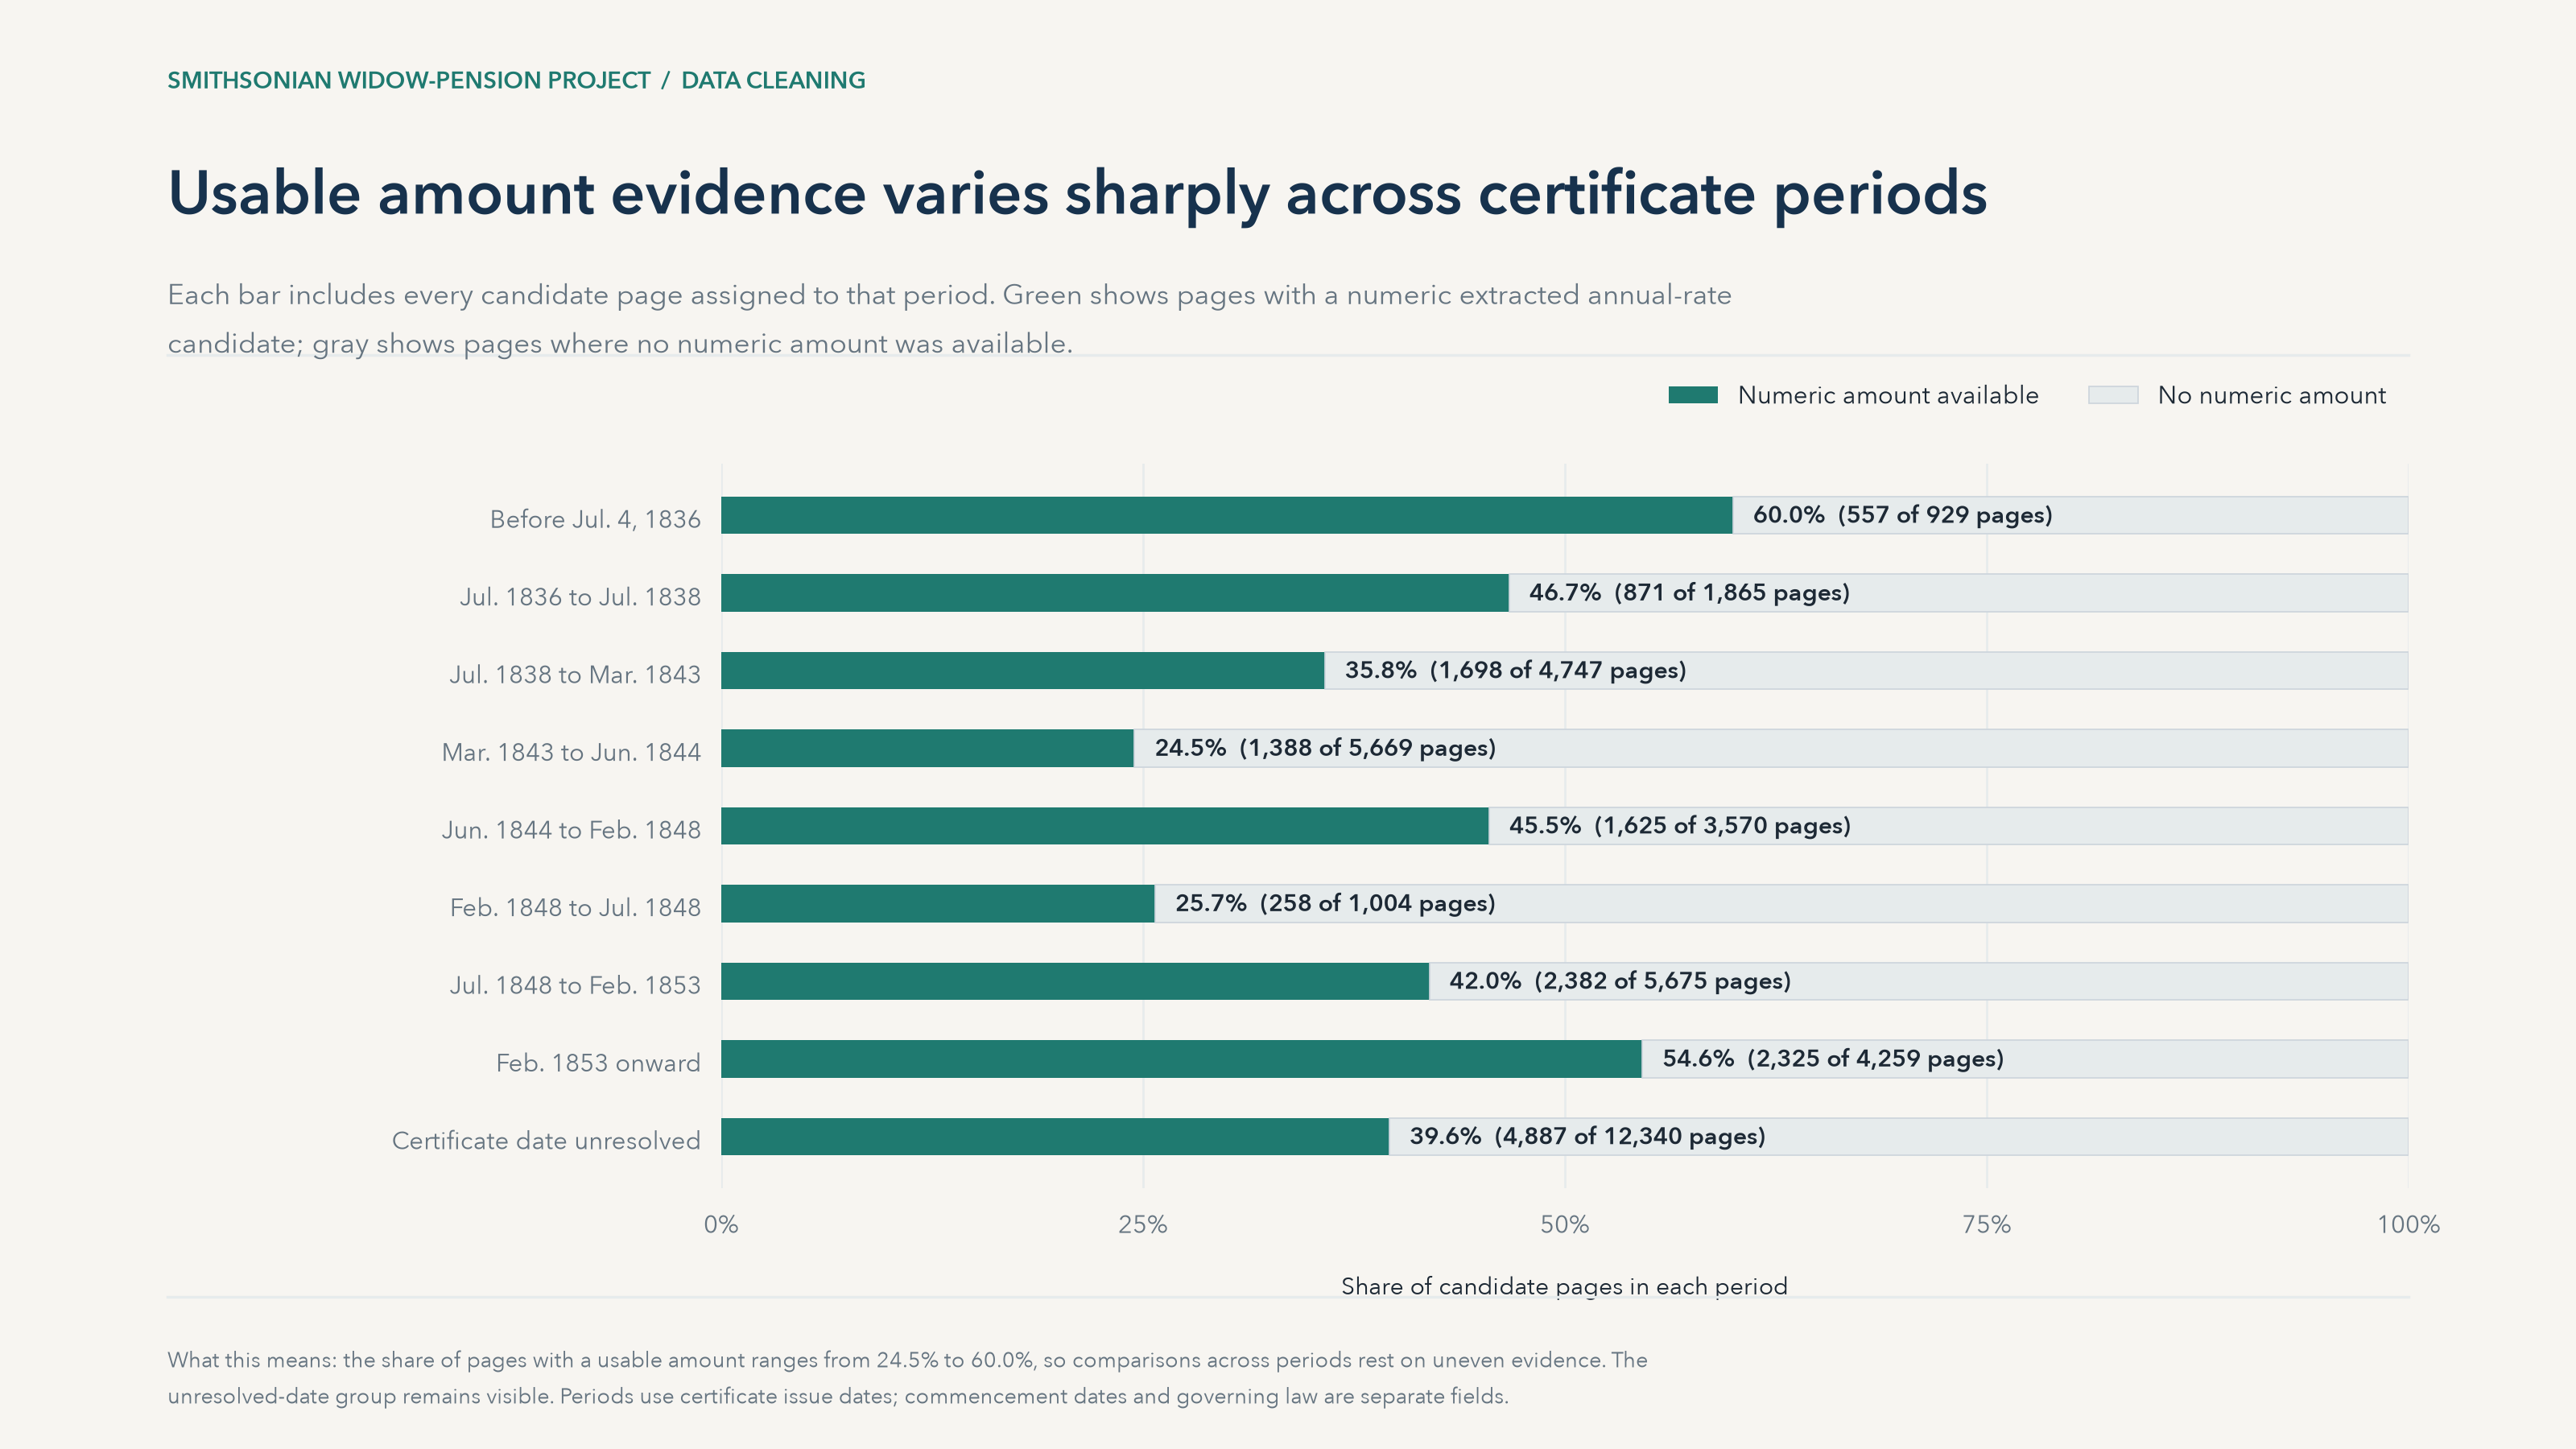 SMITHSONIAN WIDOW-PENSION PROJECT / DATA CLEANING
Usable amount evidence varies sharply across certificate periods
Each bar includes every candidate page assigned to that period. Green shows pages with a numeric extracted annual-rate
candidate; gray shows pages where no numeric amount was available.
Numeric amount available No numeric amount
Before Jul. 4, 1836 60.0% (557 of 929 pages)
Jul. 1836 to Jul. 1838 46.7% (871 of 1,865 pages)
Jul. 1838 to Mar. 1843 35.8% (1,698 of 4,747 pages)
Mar. 1843 to Jun. 1844 24.5% (1,388 of 5,669 pages)
Jun. 1844 to Feb. 1848 45.5% (1,625 of 3,570 pages)
Feb. 1848 to Jul. 1848 25.7% (258 of 1,004 pages)
Jul. 1848 to Feb. 1853 42.0% (2,382 of 5,675 pages)
Feb. 1853 onward 54.6% (2,325 of 4,259 pages)
Certificate date unresolved 39.6% (4,887 of 12,340 pages)
0% 25% 50% 75% 100%
Share of candidate pages in each period
What this means: the share of pages with a usable amount ranges from 24.5% to 60.0%, so comparisons across periods rest on uneven evidence. The
unresolved-date group remains visible. Periods use certificate issue dates; commencement dates and governing law are separate fields.